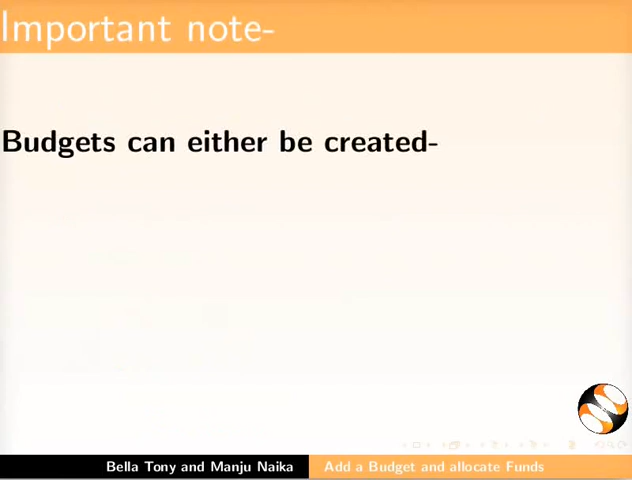 Important note-
Budgets can either be created-
Bella Tony and Manju Naika
Add a Budget and allocate Funds